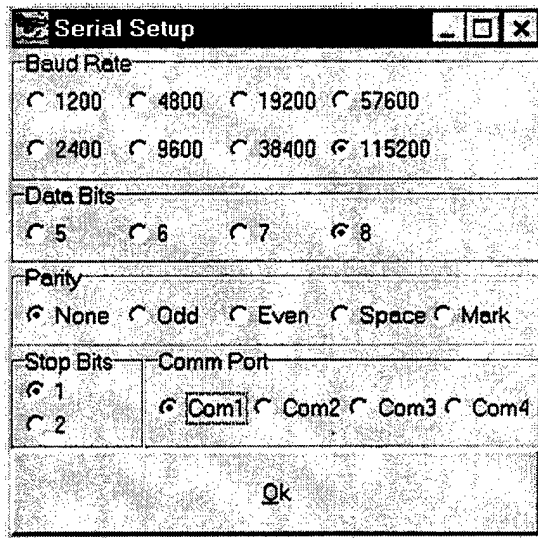 Serial Setup
Baud Rate
1200 4800 19200 57600
2400 9600 38400 115200
Data Bits
5 6 7 8
Parity
None Odd Even Space Mark
Stop Bits
1
2
Comm Port
Com1 Com2 Com3 Com4
Ok